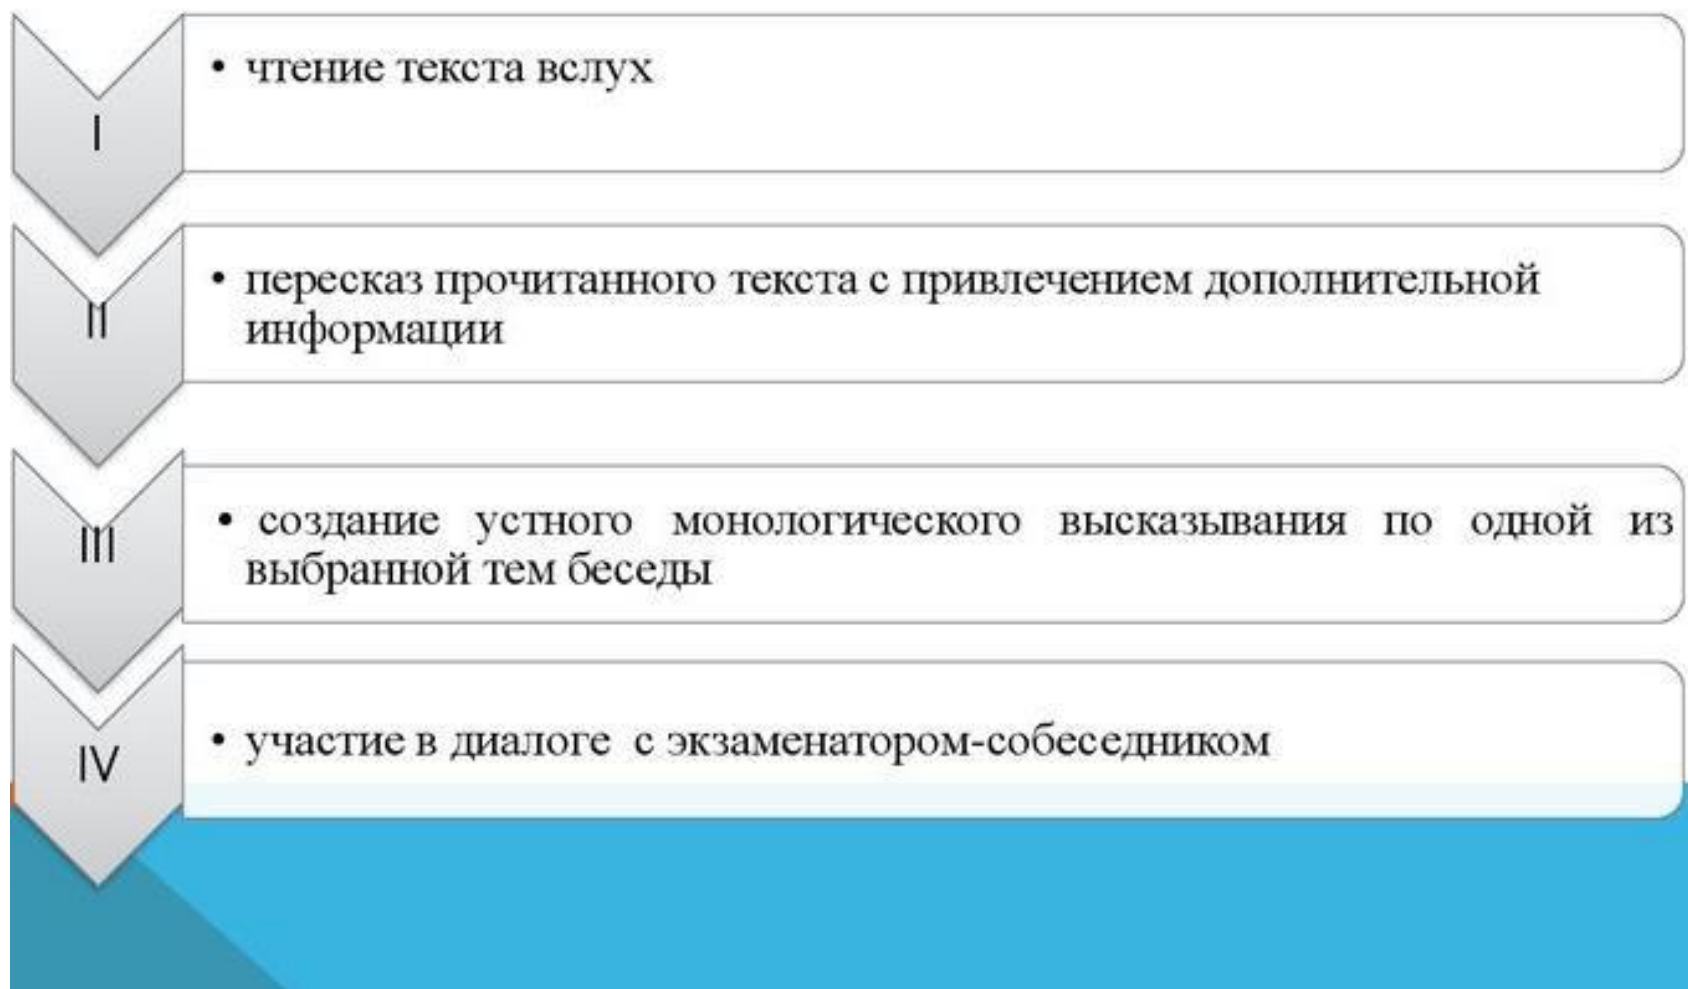 I
• чтение текста вслух
II
• пересказ прочитанного текста с привлечением дополнительной
информации
III
• создание устного монологического высказывания по одной из
выбранной тем беседы
IV
• участие в диалоге с экзаменатором-собеседником